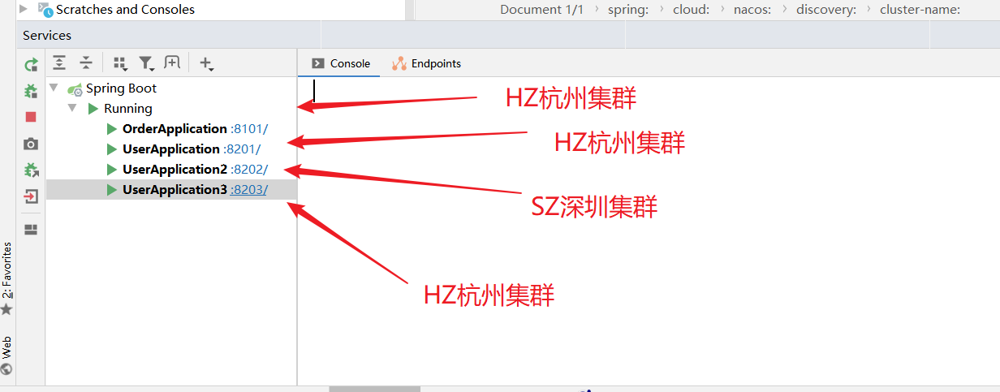 Scratches and Consoles
Document 1/1 › spring: › cloud: › nacos: › discovery: › cluster-name:
Services
Console
Endpoints
Spring Boot
Running
OrderApplication :8101/
UserApplication :8201/
UserApplication2 :8202/
UserApplication3 :8203/
HZ杭州集群
HZ杭州集群
SZ深圳集群
HZ杭州集群
2: Favorites
Web